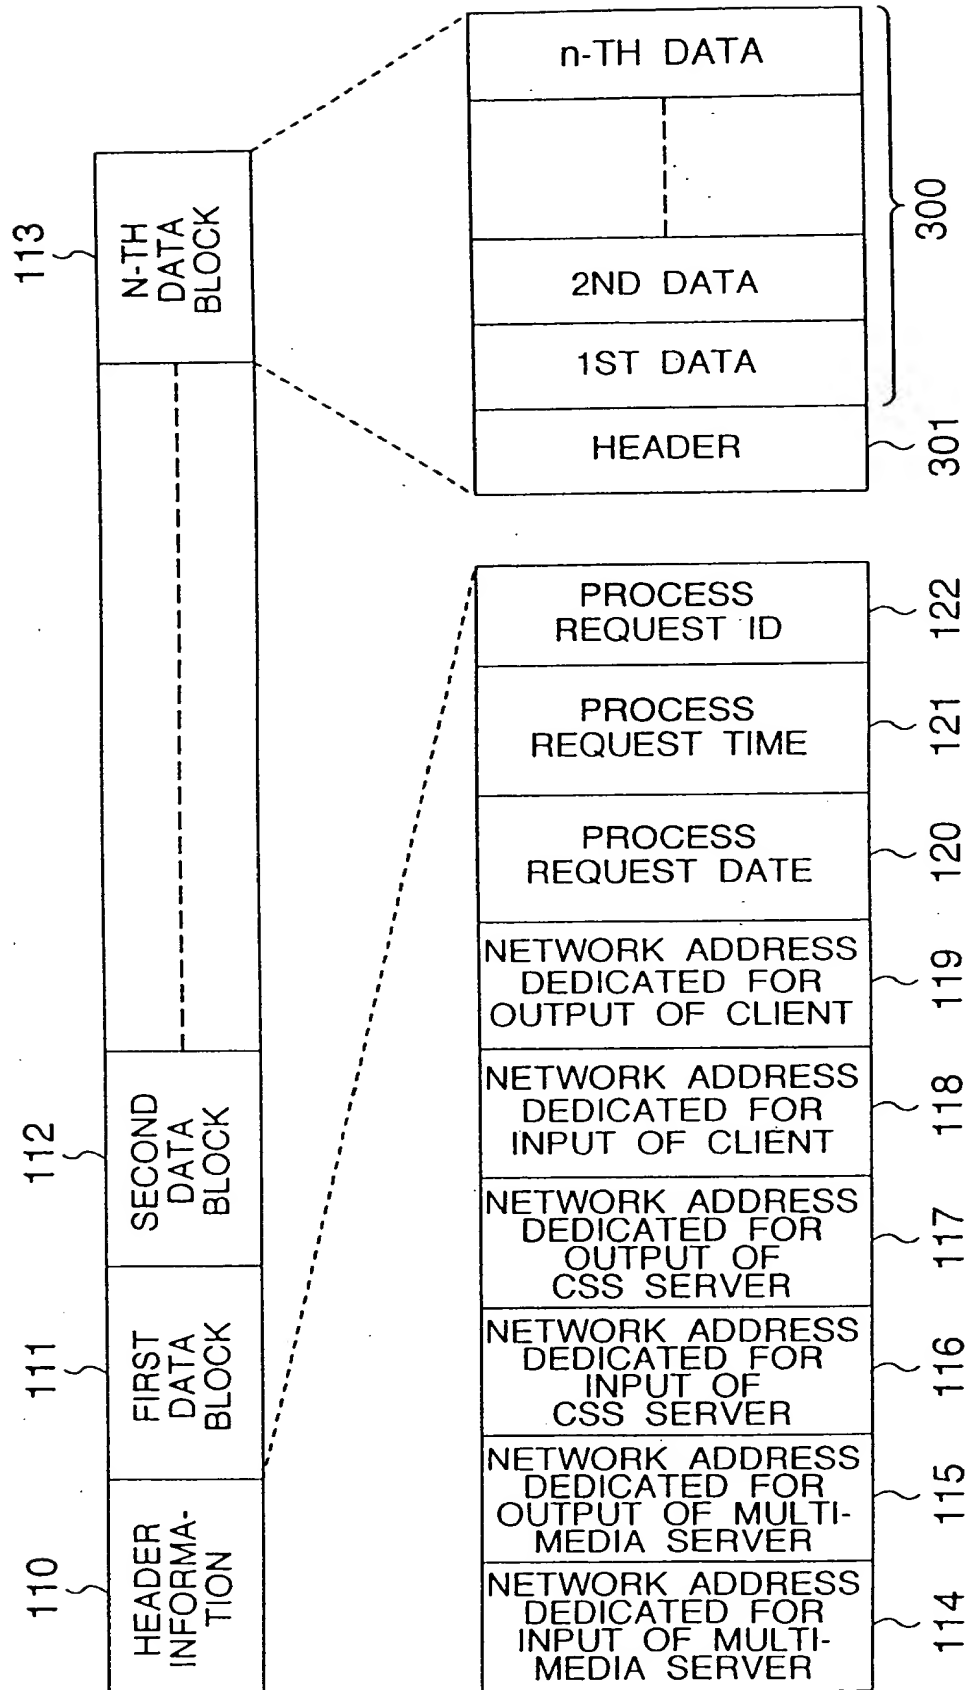 110
HEADER
INFORMA-
TION
111
FIRST
DATA
BLOCK
112
SECOND
DATA
BLOCK
113
N-TH
DATA
BLOCK
NETWORK ADDRESS
DEDICATED FOR
INPUT OF MULTI-
MEDIA SERVER
114
NETWORK ADDRESS
DEDICATED FOR
OUTPUT OF MULTI-
MEDIA SERVER
115
NETWORK ADDRESS
DEDICATED FOR
INPUT OF
CSS SERVER
116
NETWORK ADDRESS
DEDICATED FOR
OUTPUT OF
CSS SERVER
117
NETWORK ADDRESS
DEDICATED FOR
INPUT OF CLIENT
118
NETWORK ADDRESS
DEDICATED FOR
OUTPUT OF CLIENT
119
PROCESS
REQUEST DATE
120
PROCESS
REQUEST TIME
121
PROCESS
REQUEST ID
122
HEADER
301
1ST DATA
2ND DATA
n-TH DATA
300